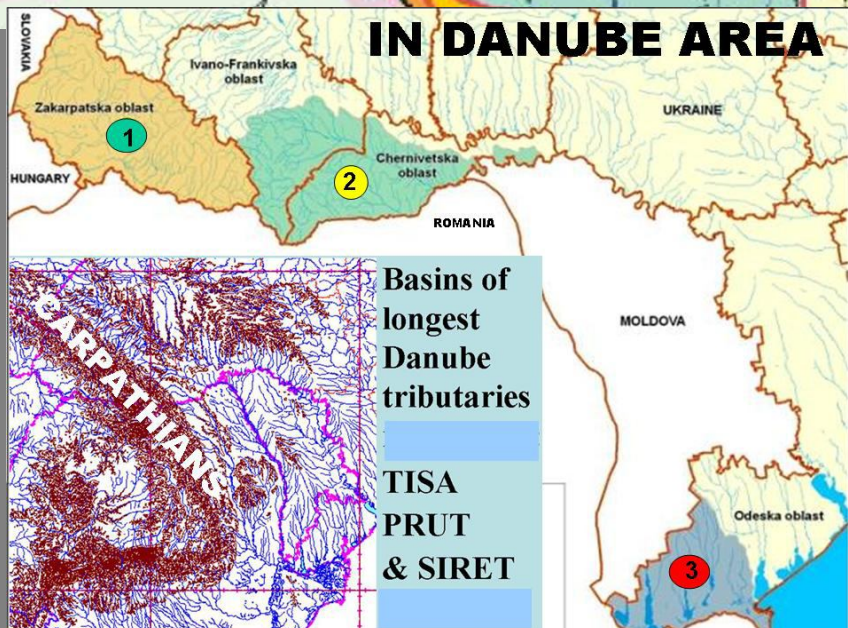 IN DANUBE AREA
SLOVAKIA
Ivano-Frankivska
oblast
Zakarpatska oblast
1
UKRAINE
Chernivetska
oblast
HUNGARY
2
ROMANIA
Basins of
longest
Danube
tributaries
TISA
PRUT
& SIRET
CARPATHIANS
MOLDOVA
Odeska oblast
3